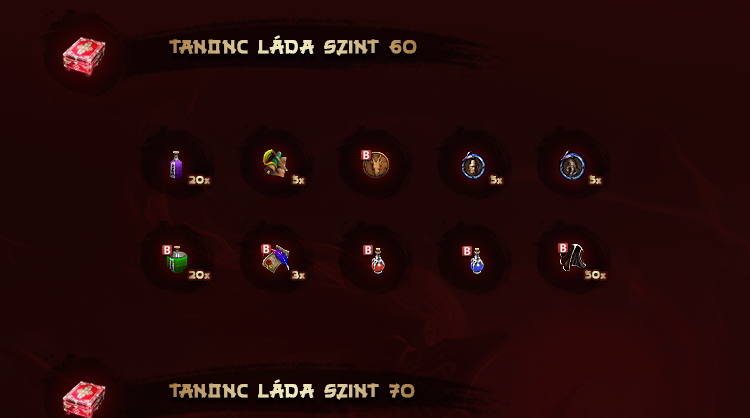 TANONC LÁDA SZINT 60
20x
5x
B
5x
5x
B
20x
B
3x
B
B
B
50x
TANONC LÁDA SZINT 70